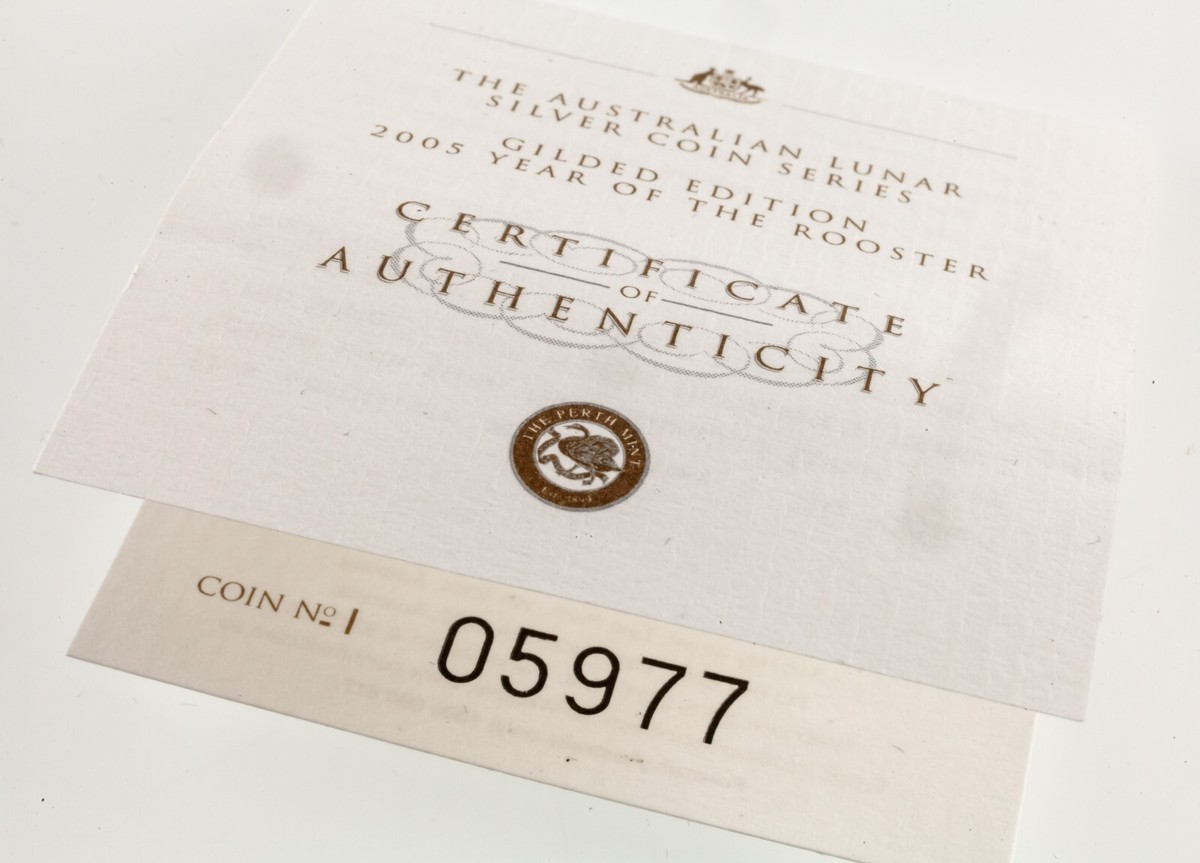 THE AUSTRALIAN LUNAR
SILVER COIN SERIES
GILDED EDITION
2005 YEAR OF THE ROOSTER
CERTIFICATE
OF
AUTHENTICITY
THE PERTH MINT
COIN Nº 05977